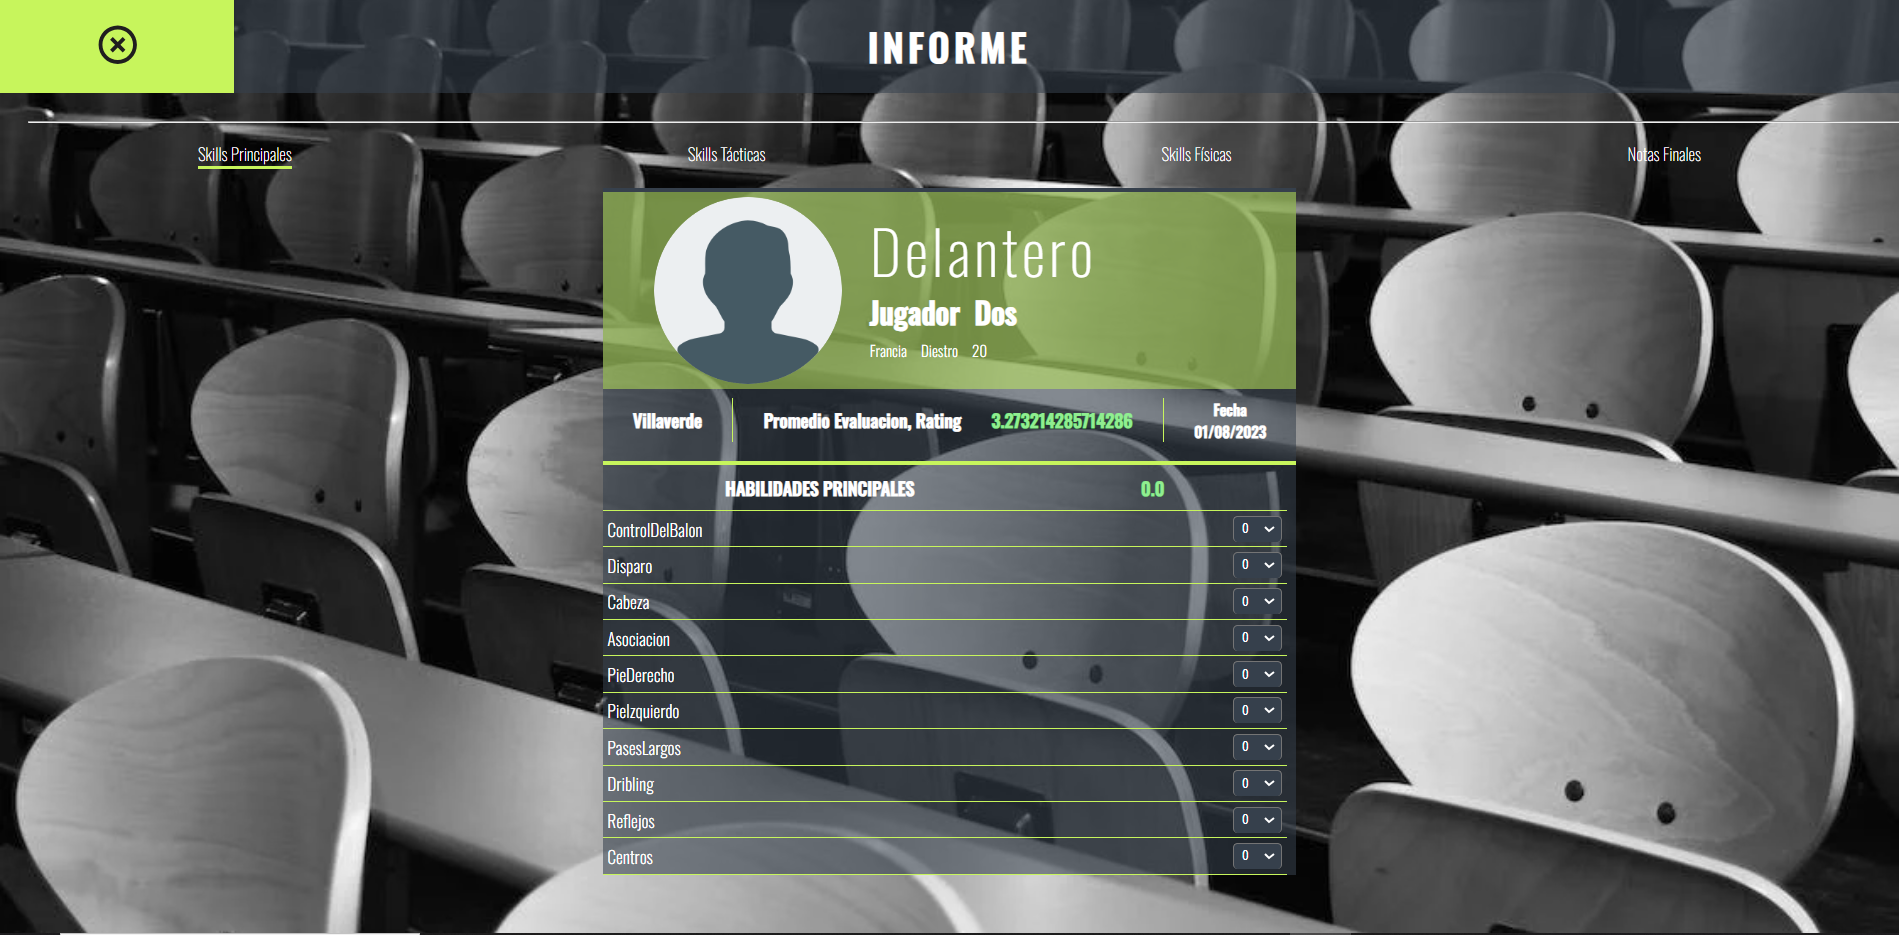 INFORME
Skills Principales
Skills Tácticas
Skills Físicas
Notas Finales
Delantero
Jugador Dos
Francia Diestro 20
Villaverde
Promedio Evaluacion, Rating 3.273214285714286
Fecha
01/08/2023
HABILIDADES PRINCIPALES 0.0
ControlDelBalon 0
Disparo 0
Cabeza 0
Asociacion 0
PieDerecho 0
PieIzquierdo 0
PasesLargos 0
Dribling 0
Reflejos 0
Centros 0